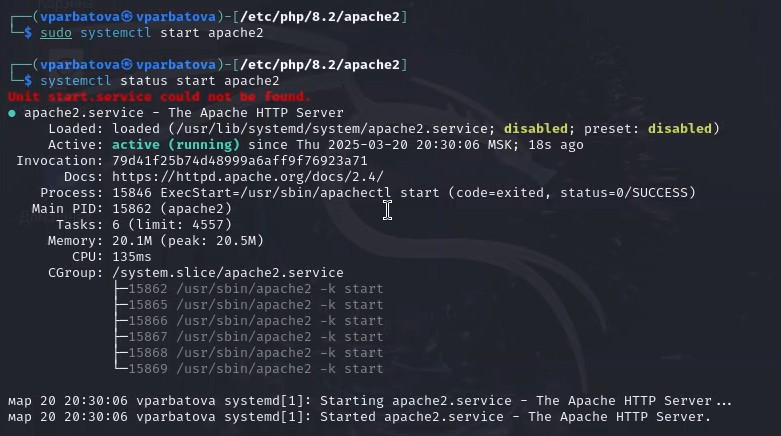 ┌──(vparbatova㉿vparbatova)-[/etc/php/8.2/apache2]
└─$ sudo systemctl start apache2
┌──(vparbatova㉿vparbatova)-[/etc/php/8.2/apache2]
└─$ systemctl status start apache2
Unit start.service could not be found.
● apache2.service - The Apache HTTP Server
Loaded: loaded (/usr/lib/systemd/system/apache2.service; disabled; preset: disabled)
Active: active (running) since Thu 2025-03-20 20:30:06 MSK; 18s ago
Invocation: 79d41f25b74d48999a6aff9f76923a71
Docs: https://httpd.apache.org/docs/2.4/
Process: 15846 ExecStart=/usr/sbin/apachectl start (code=exited, status=0/SUCCESS)
Main PID: 15862 (apache2)
Tasks: 6 (limit: 4557)
Memory: 20.1M (peak: 20.5M)
CPU: 135ms
CGroup: /system.slice/apache2.service
├─15862 /usr/sbin/apache2 -k start
├─15865 /usr/sbin/apache2 -k start
├─15866 /usr/sbin/apache2 -k start
├─15867 /usr/sbin/apache2 -k start
├─15868 /usr/sbin/apache2 -k start
└─15869 /usr/sbin/apache2 -k start
мар 20 20:30:06 vparbatova systemd[1]: Starting apache2.service - The Apache HTTP Server...
мар 20 20:30:06 vparbatova systemd[1]: Started apache2.service - The Apache HTTP Server.